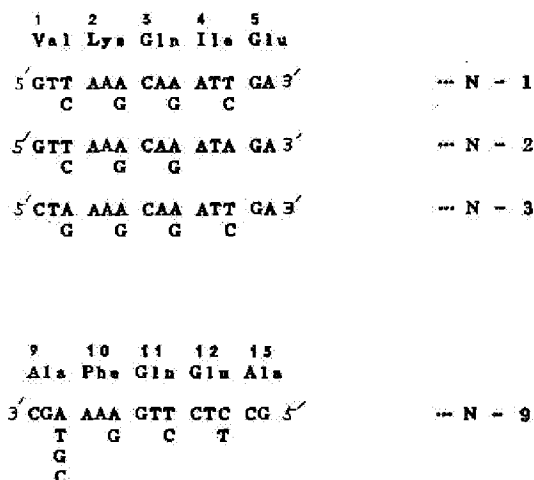 1 2 3 4 5
Val Lys Gln Ile Glu
5' GTT AAA CAA ATT GA 3' ... N - 1
C G G C
5' GTT AAA CAA ATA GA 3' ... N - 2
C G G
5' CTA AAA CAA ATT GA 3' ... N - 3
G G G C
9 10 11 12 13
Ala Phe Gln Glu Ala
3' CGA AAA GTT CTC CG 5' ... N - 9
T G C T
G
C